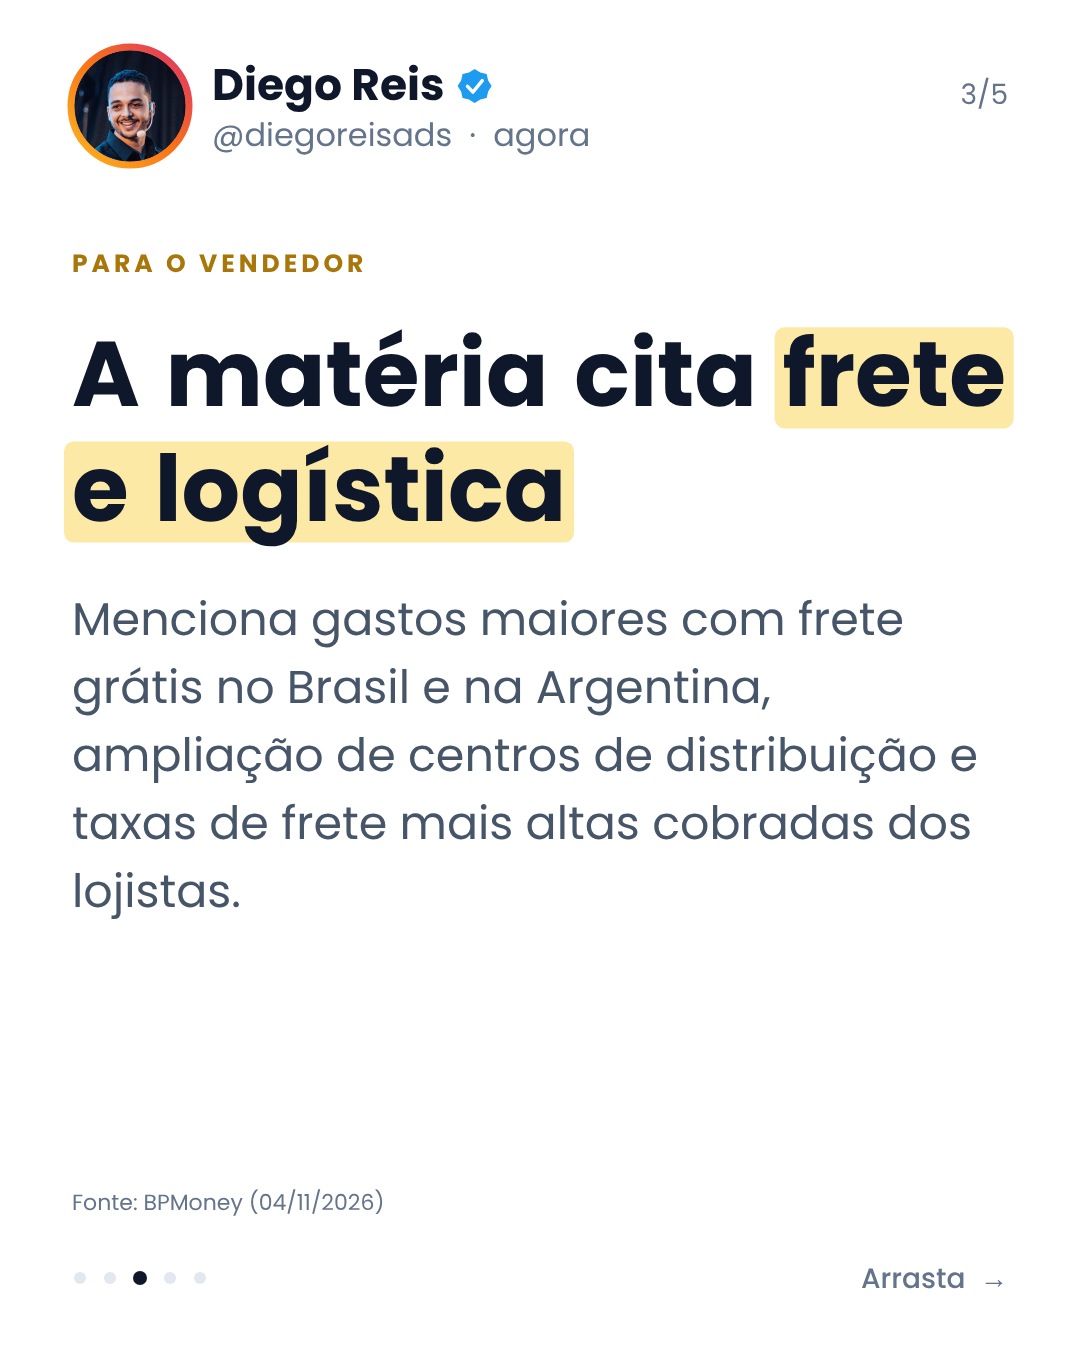 Diego Reis
@diegoreisads · agora
3/5
PARA O VENDEDOR
A matéria cita frete
e logística
Menciona gastos maiores com frete
grátis no Brasil e na Argentina,
ampliação de centros de distribuição e
taxas de frete mais altas cobradas dos
lojistas.
Fonte: BPMoney (04/11/2026)
Arrasta →